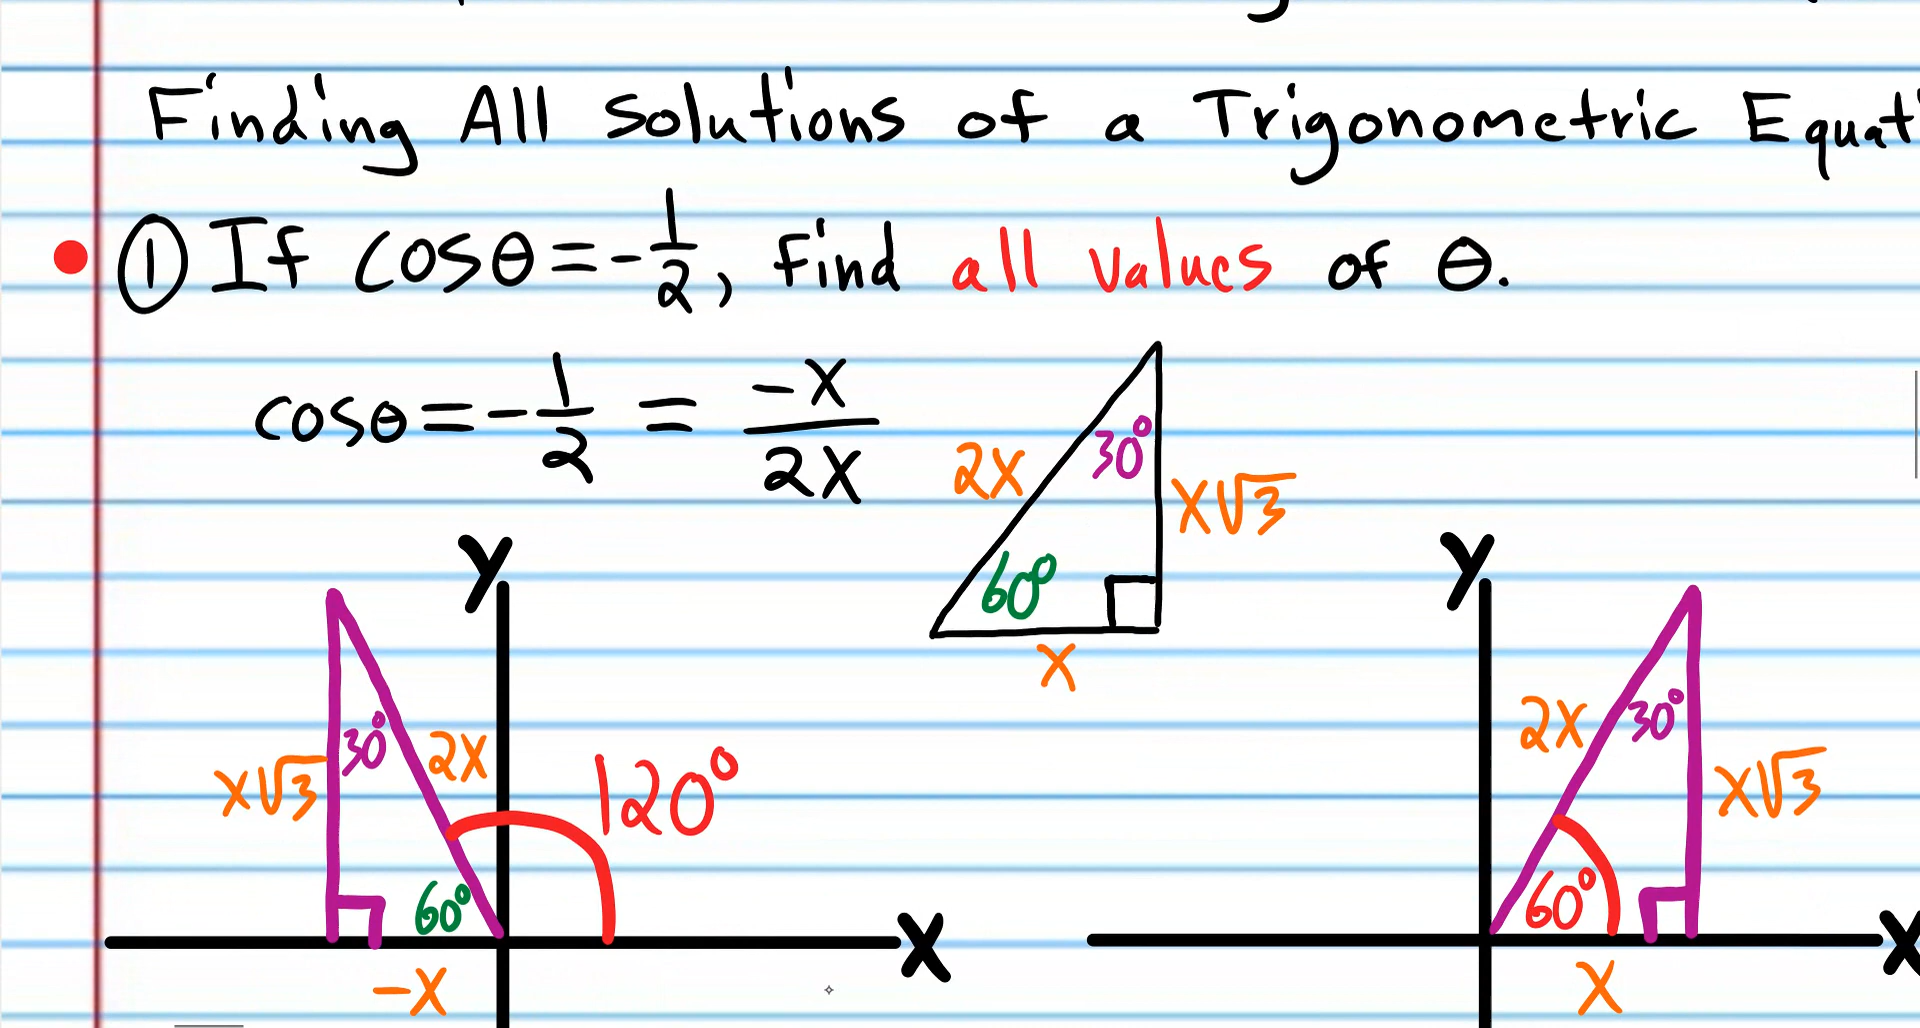 Finding All Solutions of a Trigonometric Equat
① If cosθ=-1/2, find all values of θ.
cosθ=-1/2 = -x/2x
2x 30° x√3
60°
x
y
30° 2x 120°
x√3
60°
x
-x
y
2x 30°
x√3
60°
x
x